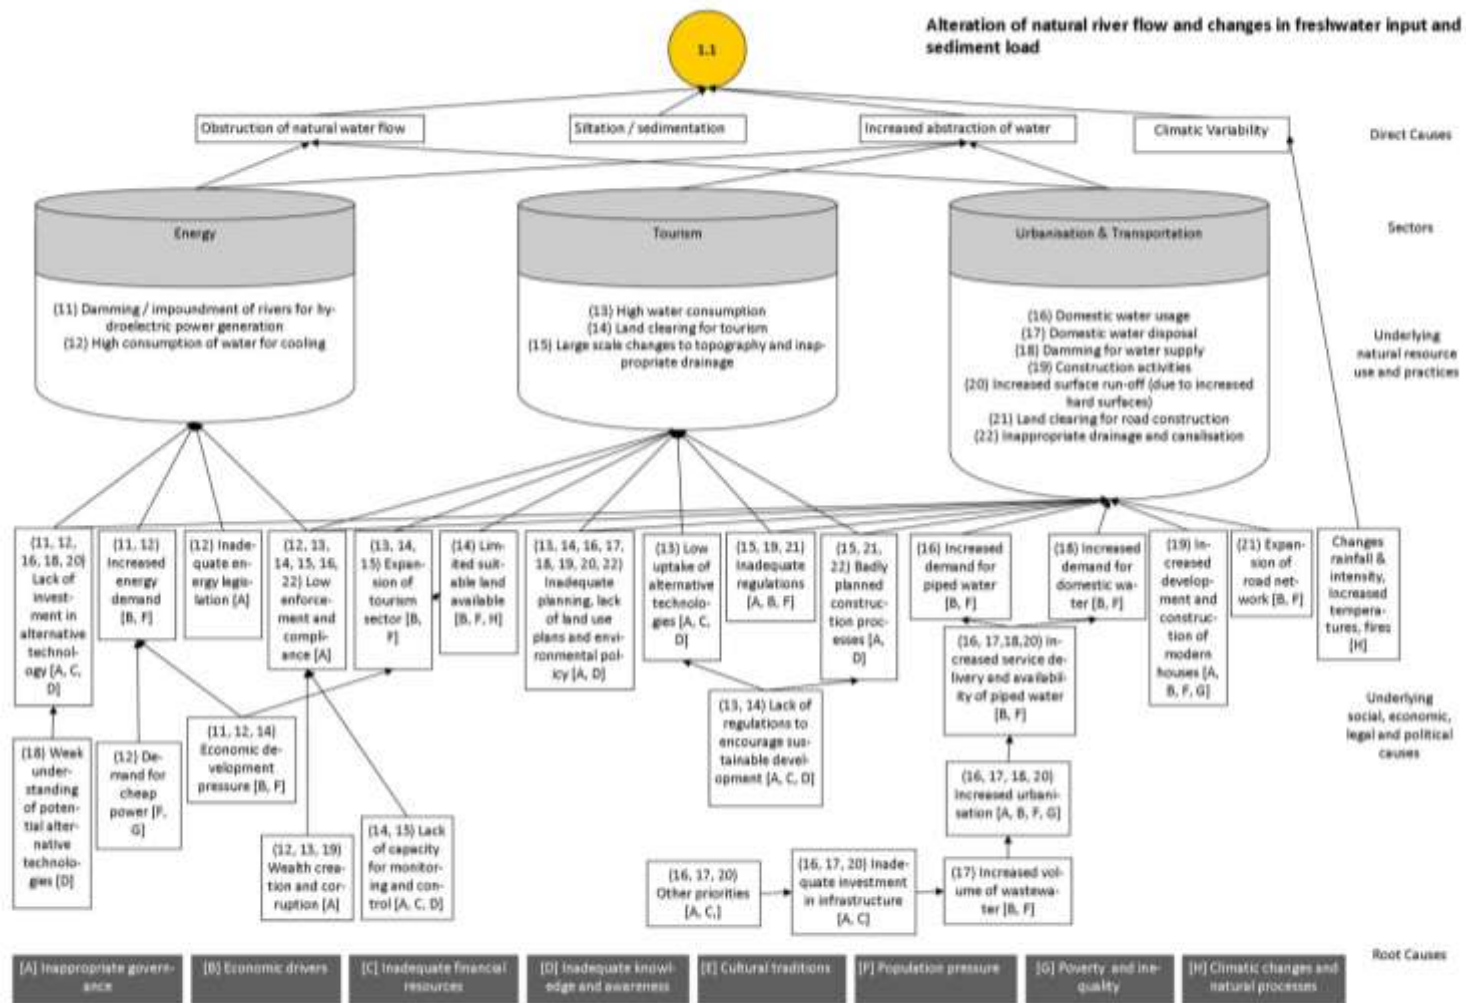 Alteration of natural river flow and changes in freshwater input and
sediment load
1.1
Obstruction of natural water flow
Siltation / sedimentation
Increased abstraction of water
Climatic Variability
Direct Causes
Energy
Tourism
Urbanisation & Transportation
Sectors
(11) Damming / impoundment of rivers for hy-
droelectric power generation
(12) High consumption of water for cooling
(13) High water consumption
(14) Land clearing for tourism
(15) Large scale changes to topography and inap-
propriate drainage
(16) Domestic water usage
(17) Domestic water disposal
(18) Damming for water supply
(19) Construction activities
(20) Increased surface run-off (due to increased
hard surfaces)
(21) Land clearing for road construction
(22) Inappropriate drainage and canalisation
Underlying
natural resource
use and practices
(11, 12,
16, 18, 20)
Lack of
invest-
ment in
alternative
technol-
ogy [A, C,
D]
(11, 12)
Increased
energy
demand
[B, F]
(12) Inade-
quate en-
ergy legis-
lation [A]
(12, 13,
14, 15, 16,
22) Low
enforce-
ment and
compli-
ance [A]
(13, 14,
15) Expan-
sion of
tourism
sector [B,
F]
(14) Lim-
ited suit-
able land
available
[B, F, H]
(13, 14, 16, 17,
18, 19, 20, 22)
Inadequate
planning, lack
of land use
plans and envi-
ronmental pol-
icy [A, D]
(13) Low
uptake of
alternative
technolo-
gies [A, C,
D]
(15, 19, 21)
Inadequate
regulations
[A, B, F]
(15, 21,
22) Badly
planned
construc-
tion proc-
esses [A,
D]
(16) Increased
demand for
piped water
[B, F]
(18) Increased
demand for
domestic wa-
ter [B, F]
(19) In-
creased
develop-
ment and
construc-
tion of
modern
houses [A,
B, F, G]
(21) Expan-
sion of
road net-
work [B, F]
Changes
rainfall &
intensity,
increased
tempera-
tures, fires
[H]
(16, 17,18,20) In-
creased service de-
livery and availabil-
ity of piped water
[B, F]
Underlying
social, economic,
legal and political
causes
(18) Weak
under-
standing
of poten-
tial alter-
native
technolo-
gies [D]
(12) De-
mand for
cheap
power [F,
G]
(11, 12, 14)
Economic de-
velopment
pressure [B, F]
(13, 14) Lack of
regulations to
encourage sus-
tainable devel-
opment [A, C, D]
(16, 17, 18, 20)
Increased urbani-
sation [A, B, F, G]
(12, 13, 19)
Wealth crea-
tion and cor-
ruption [A]
(14, 15) Lack
of capacity
for monitor-
ing and con-
trol [A, C, D]
(16, 17, 20)
Other priorities
[A, C,]
(16, 17, 20) Inade-
quate investment
in infrastructure
[A, C]
(17) Increased vol-
ume of wastewa-
ter [B, F]
Root Causes
[A] Inappropriate govern-
ance
[B] Economic drivers
[C] Inadequate financial
resources
[D] Inadequate knowl-
edge and awareness
[E] Cultural traditions
[F] Population pressure
[G] Poverty and ine-
quality
[H] Climatic changes and
natural processes